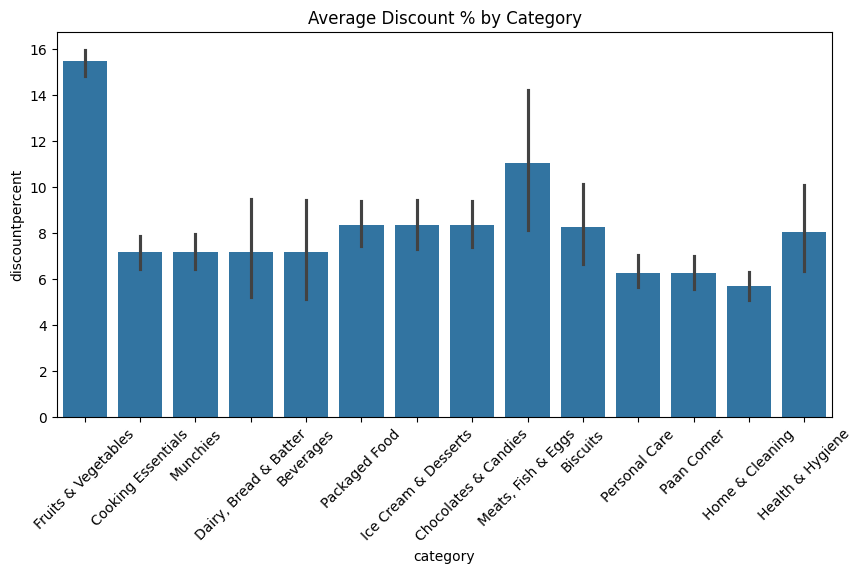 Average Discount % by Category
discountpercent
16
14
12
10
8
6
4
2
0
Fruits & Vegetables
Cooking Essentials
Munchies
Dairy, Bread & Batter
Beverages
Packaged Food
Ice Cream & Desserts
Chocolates & Candies
Meats, Fish & Eggs
Biscuits
Personal Care
Paan Corner
Home & Cleaning
Health & Hygiene
category